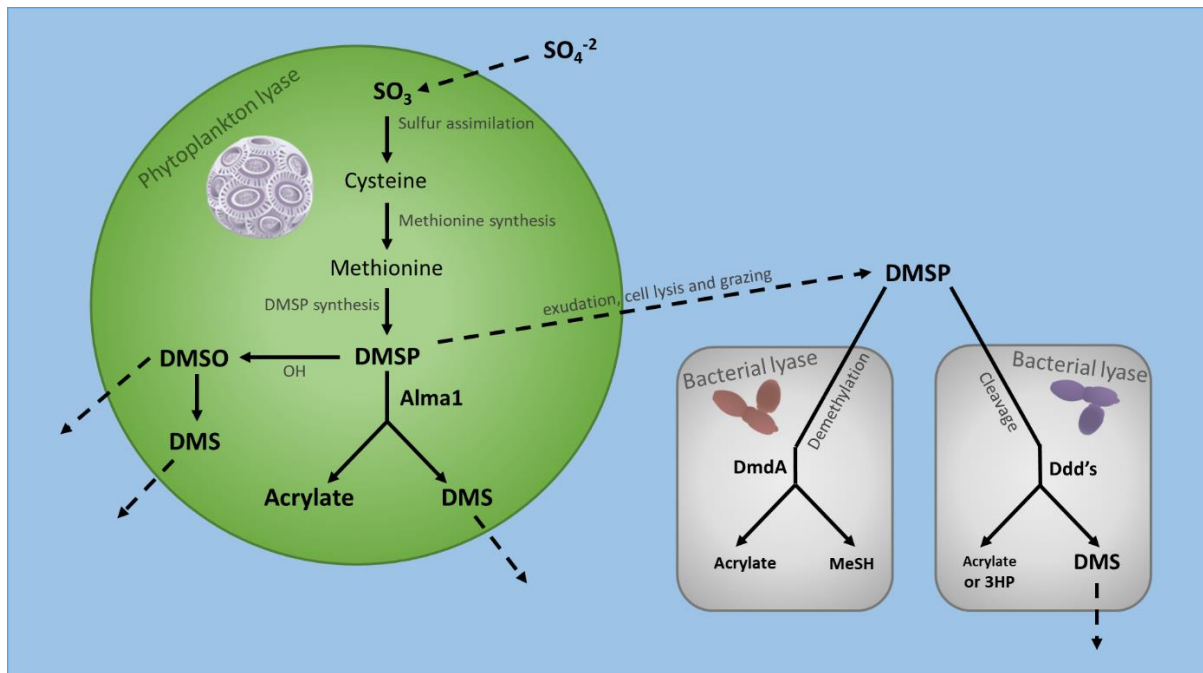 SO₄⁻²
SO₃
Phytoplankton lyase
Sulfur assimilation
Cysteine
Methionine synthesis
Methionine
DMSP synthesis
exudation, cell lysis and grazing
DMSP
DMSO
OH
DMSP
Alma1
DMS
Acrylate
DMS
Bacterial lyase
Demethylation
DmdA
Acrylate
MeSH
Bacterial lyase
Cleavage
Ddd's
Acrylate
or 3HP
DMS